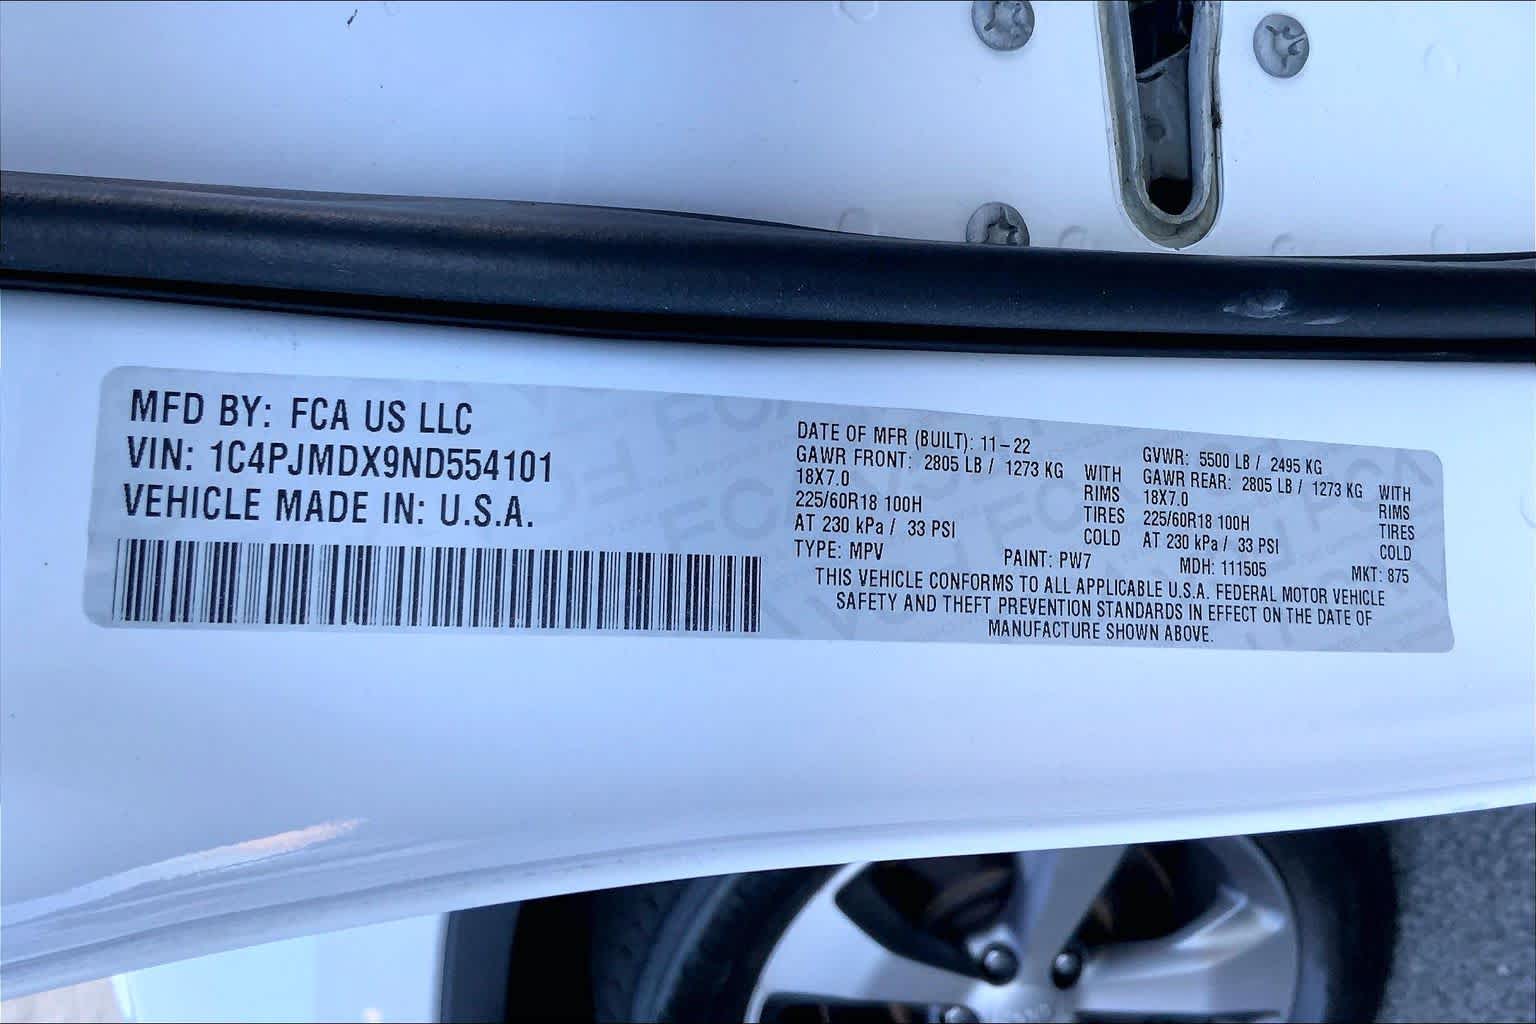 MFD BY: FCA US LLC
VIN: 1C4PJMDX9ND554101
VEHICLE MADE IN: U.S.A.
DATE OF MFR (BUILT): 11-22
GAWR FRONT: 2805 LB / 1273 KG WITH
18X7.0 RIMS
225/60R18 100H TIRES
AT 230 kPa / 33 PSI COLD
TYPE: MPV PAINT: PW7
GVWR: 5500 LB / 2495 KG
GAWR REAR: 2805 LB / 1273 KG WITH
18X7.0 RIMS
225/60R18 100H TIRES
AT 230 kPa / 33 PSI COLD
MDH: 111505 MKT: 875
THIS VEHICLE CONFORMS TO ALL APPLICABLE U.S.A. FEDERAL MOTOR VEHICLE
SAFETY AND THEFT PREVENTION STANDARDS IN EFFECT ON THE DATE OF
MANUFACTURE SHOWN ABOVE.